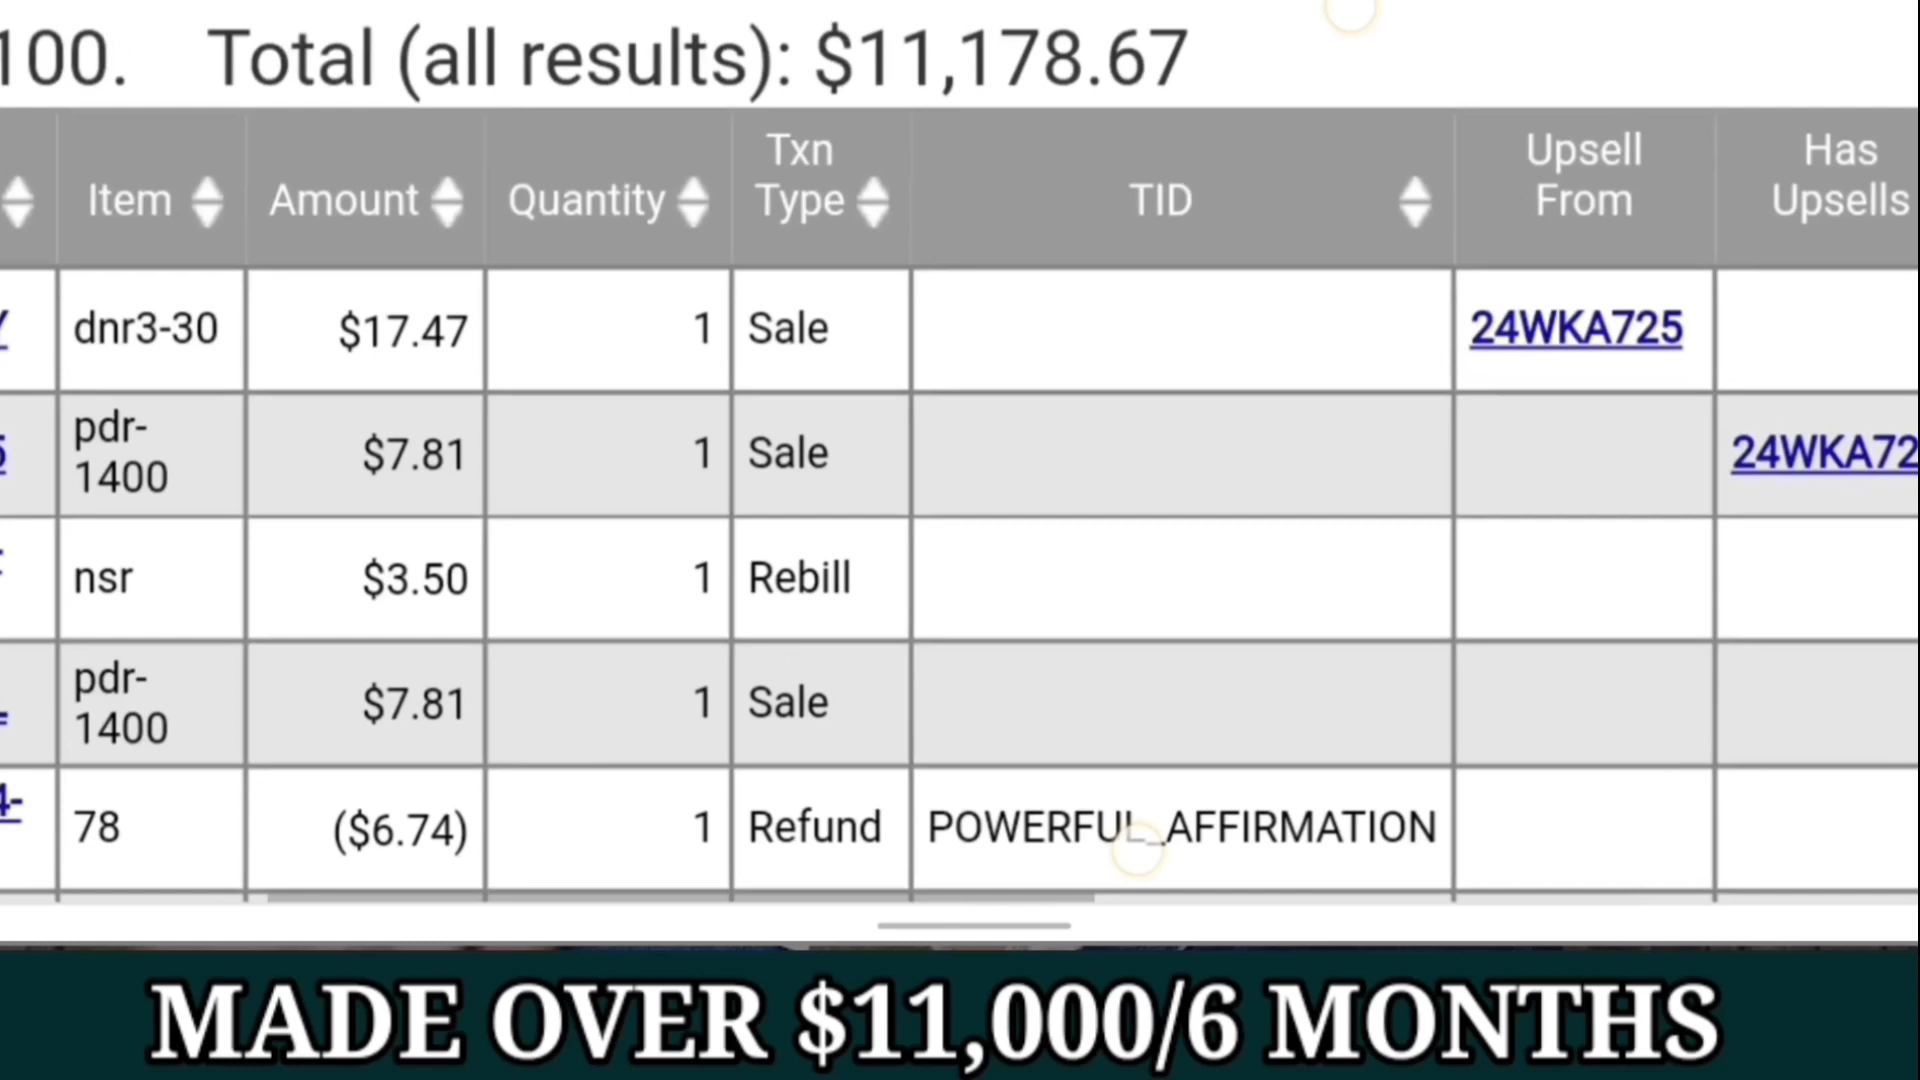 100. Total (all results): $11,178.67
Txn Upsell Has
Item Amount Quantity Type TID From Upsells
dnr3-30 $17.47 1 Sale 24WKA725
pdr-
1400 $7.81 1 Sale 24WKA72
nsr $3.50 1 Rebill
pdr-
1400 $7.81 1 Sale
78 ($6.74) 1 Refund POWERFUL_AFFIRMATION
MADE OVER $11,000/6 MONTHS